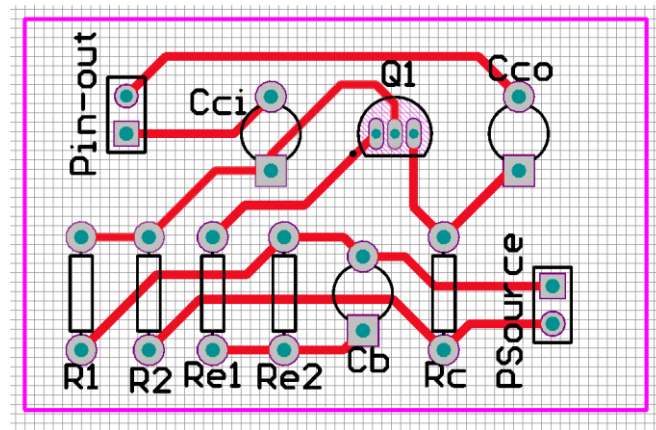 Pin-out
Cci
Q1
Cco
PSource
R1
R2
Re1
Re2
Cb
Rc